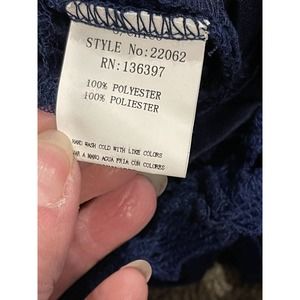 STYLE No:22062
RN:136397
100% POLYESTER
100% POLIESTER
HAND WASH COLD WITH LIKE COLORS
A MANO AGUA FRIA CON COLORES